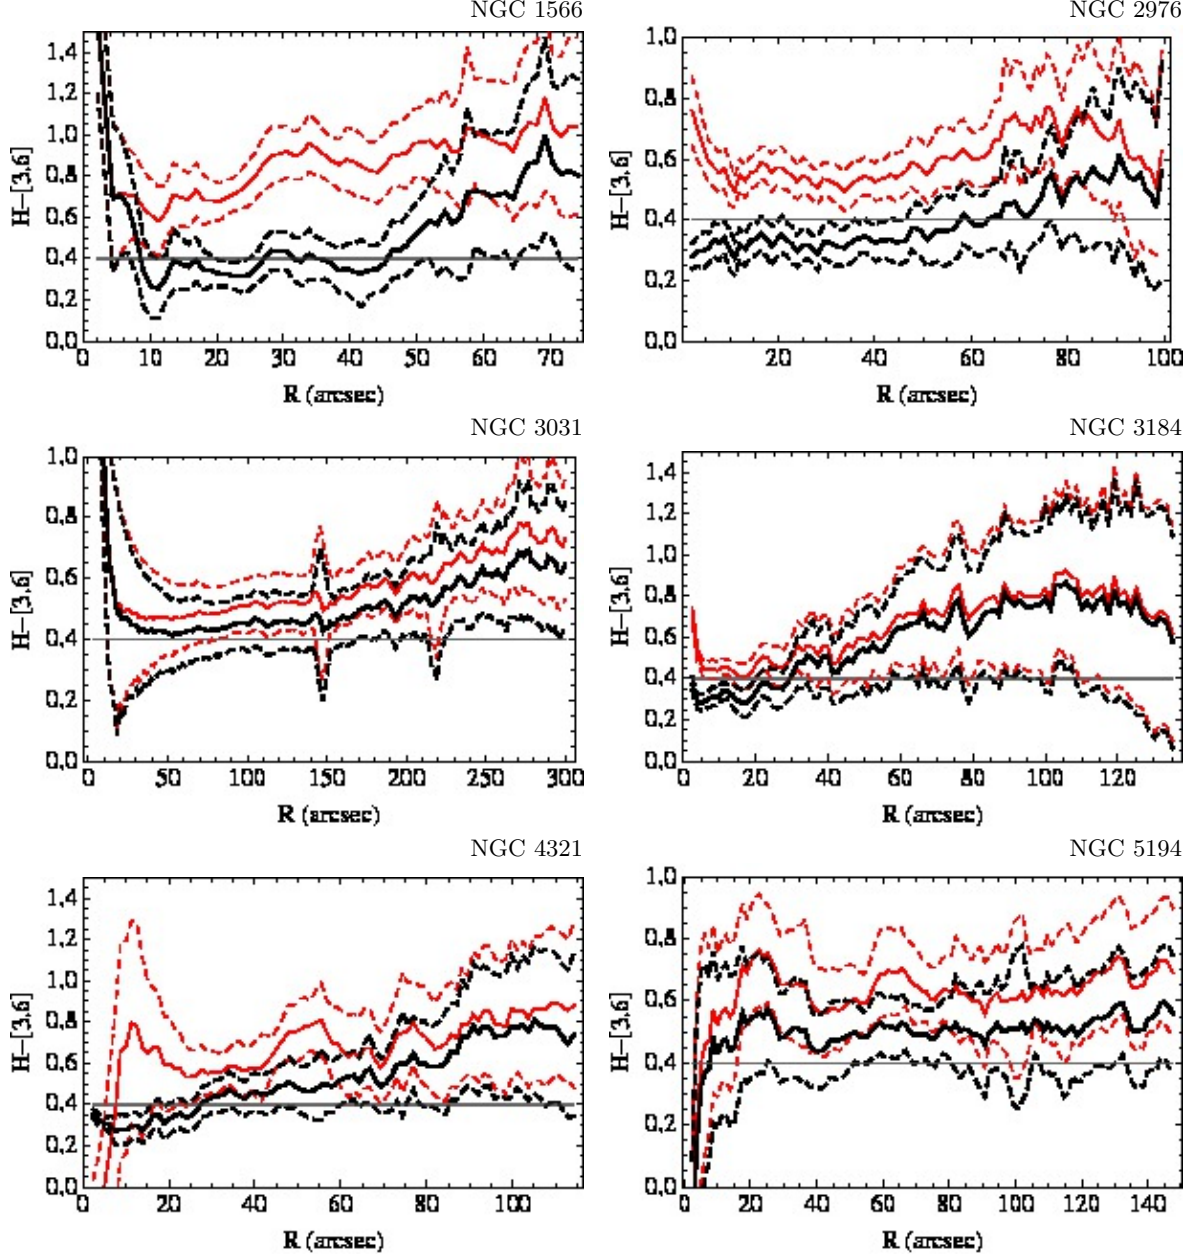 NGC 1566
NGC 2976
H−[3.6]
1.4
1.2
1.0
0.8
0.6
0.4
0.2
0.0
0 10 20 30 40 50 60 70
R (arcsec)
H−[3.6]
1.0
0.8
0.6
0.4
0.2
0.0
20 40 60 80 100
R (arcsec)
NGC 3031
NGC 3184
H−[3.6]
1.0
0.8
0.6
0.4
0.2
0.0
0 50 100 150 200 250 300
R (arcsec)
H−[3.6]
1.4
1.2
1.0
0.8
0.6
0.4
0.2
0.0
0 20 40 60 80 100 120
R (arcsec)
NGC 4321
NGC 5194
H−[3.6]
1.4
1.2
1.0
0.8
0.6
0.4
0.2
0.0
0 20 40 60 80 100
R (arcsec)
H−[3.6]
1.0
0.8
0.6
0.4
0.2
0.0
0 20 40 60 80 100 120 140
R (arcsec)